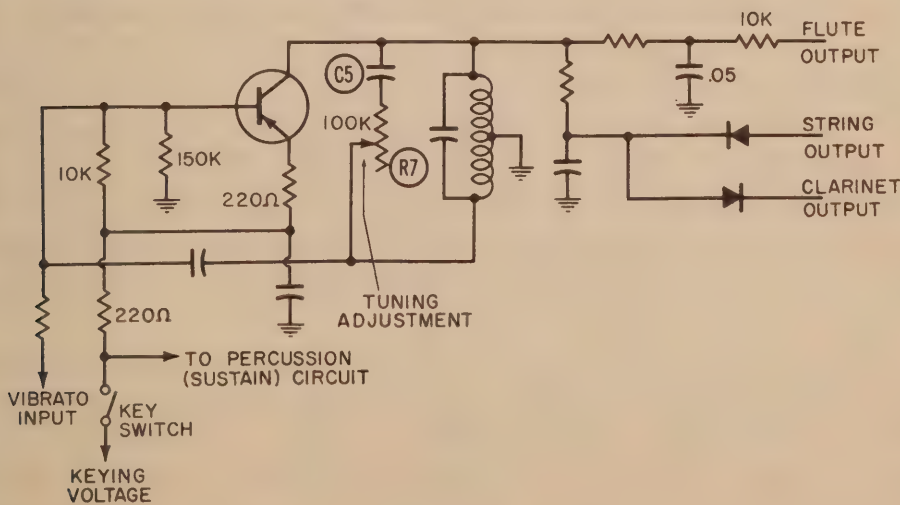 10K
FLUTE
OUTPUT
C5
.05
100K
STRING
OUTPUT
10K
150K
R7
220Ω
CLARINET
OUTPUT
TUNING
ADJUSTMENT
220Ω
TO PERCUSSION
(SUSTAIN) CIRCUIT
VIBRATO
INPUT
KEY
SWITCH
KEYING
VOLTAGE